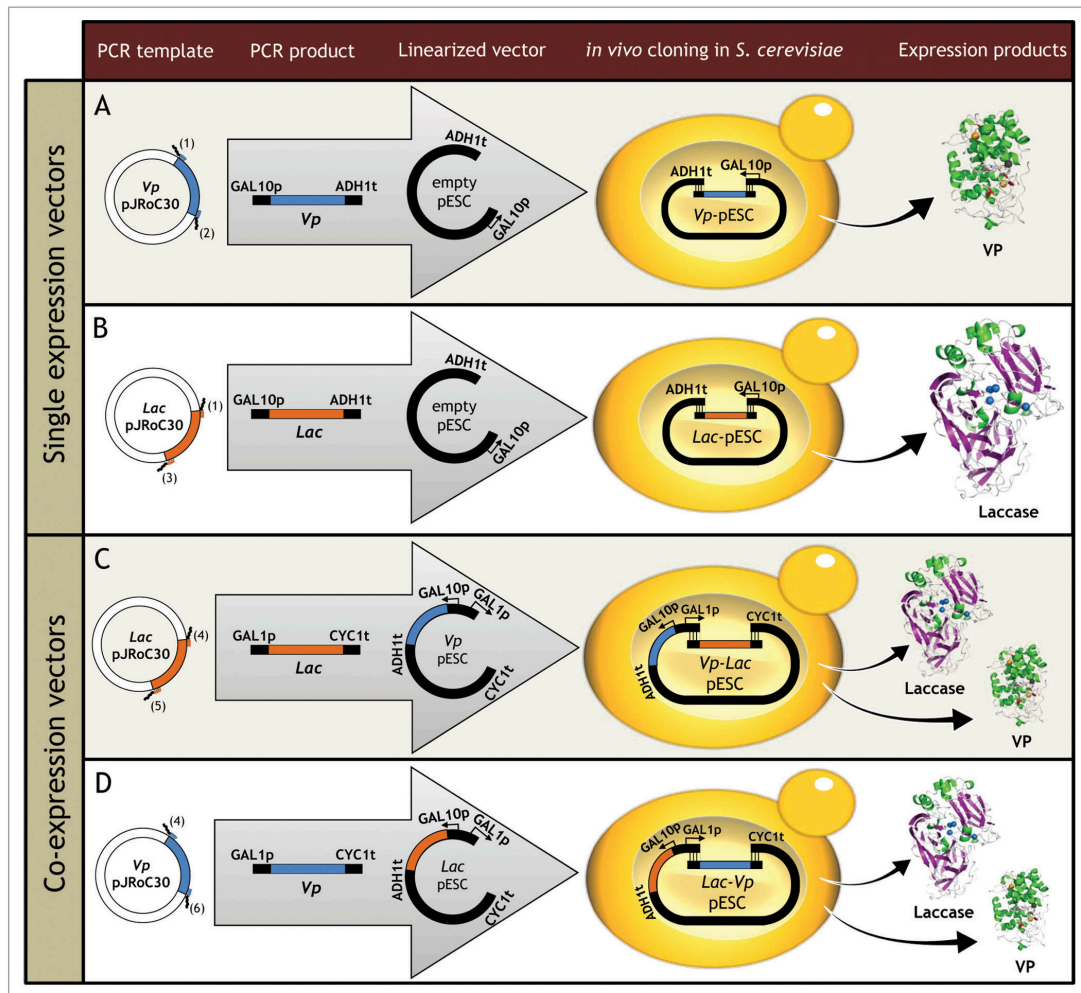 PCR template
PCR product
Linearized vector
in vivo cloning in S. cerevisiae
Expression products
Single expression vectors
A
(1)
Vp
pJRoC30
(2)
GAL10p
ADH1t
Vp
ADH1t
empty
pESC
GAL10p
ADH1t
GAL10p
Vp-pESC
VP
B
(1)
Lac
pJRoC30
(3)
GAL10p
ADH1t
Lac
ADH1t
empty
pESC
GAL10p
ADH1t
GAL10p
Lac-pESC
Laccase
Co-expression vectors
C
(4)
Lac
pJRoC30
(5)
GAL1p
CYC1t
Lac
GAL10p
GAL1p
ADH1t
Vp
pESC
CYC1t
GAL10p
GAL1p
CYC1t
ADH1t
Vp-Lac
pESC
Laccase
VP
D
(4)
Vp
pJRoC30
(6)
GAL1p
CYC1t
Vp
GAL10p
GAL1p
ADH1t
Lac
pESC
CYC1t
GAL10p
GAL1p
CYC1t
ADH1t
Lac-Vp
pESC
Laccase
VP